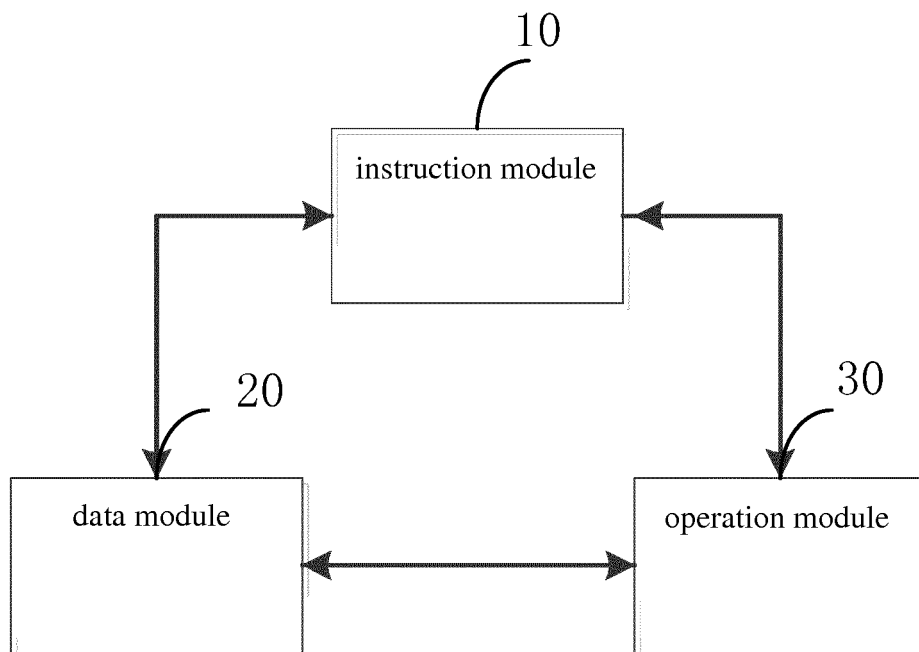 10
instruction module
20
30
data module
operation module